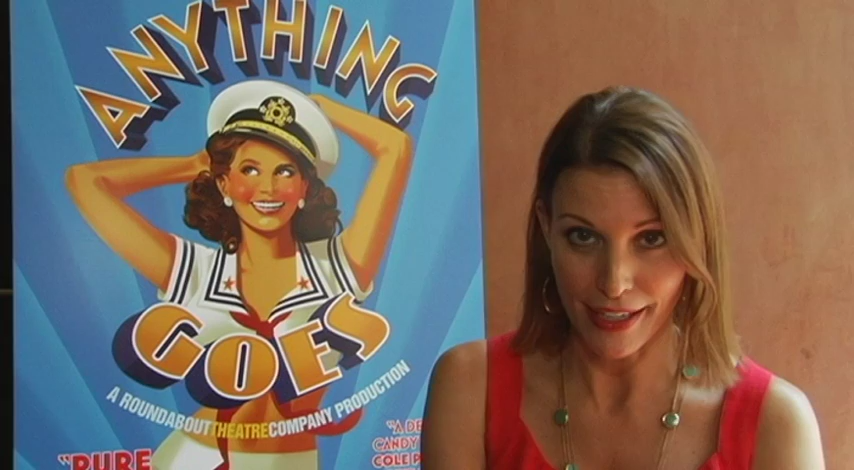 ANYTHING
GOES
A ROUNDABOUTTHEATRECOMPANY PRODUCTION
"PURE
"A DE
CANDY
COLE P